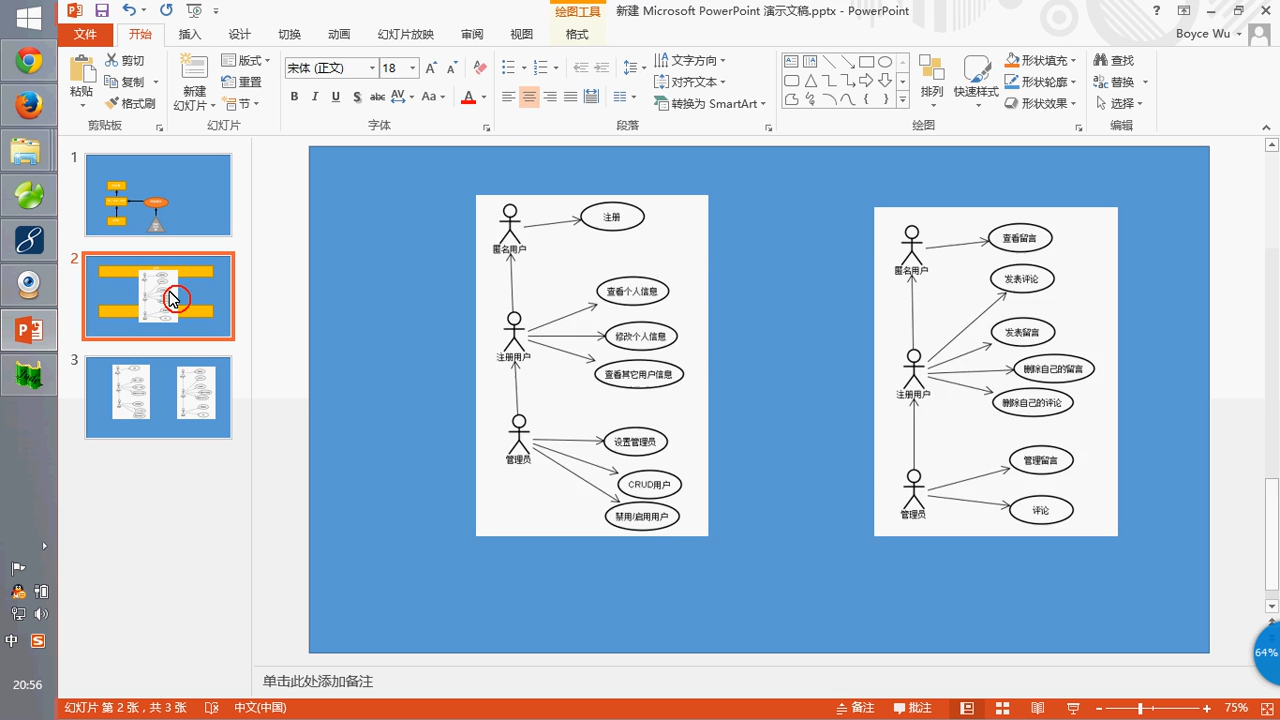 绘图工具
新建 Microsoft PowerPoint 演示文稿.pptx - PowerPoint
文件 开始 插入 设计 切换 动画 幻灯片放映 审阅 视图 格式
Boyce Wu
粘贴 剪切 复制 格式刷
剪贴板
新建 幻灯片 版式 重置 节
幻灯片
宋体 (正文) 18
B I U S abc AV Aa A
字体
文字方向 对齐文本 转换为 SmartArt
段落
排列 快速样式 形状填充 形状轮廓 形状效果
绘图
查找 替换 选择
编辑
1
2
3
匿名用户
注册
注册用户
查看个人信息
修改个人信息
查看其它用户信息
管理员
设置管理员
CRUD用户
禁用/启用用户
匿名用户
查看留言
发表评论
注册用户
发表留言
删除自己的留言
删除自己的评论
管理员
管理留言
评论
单击此处添加备注
中
20:56
64%
幻灯片 第 2 张 , 共 3 张 中文(中国)
备注 批注 75%